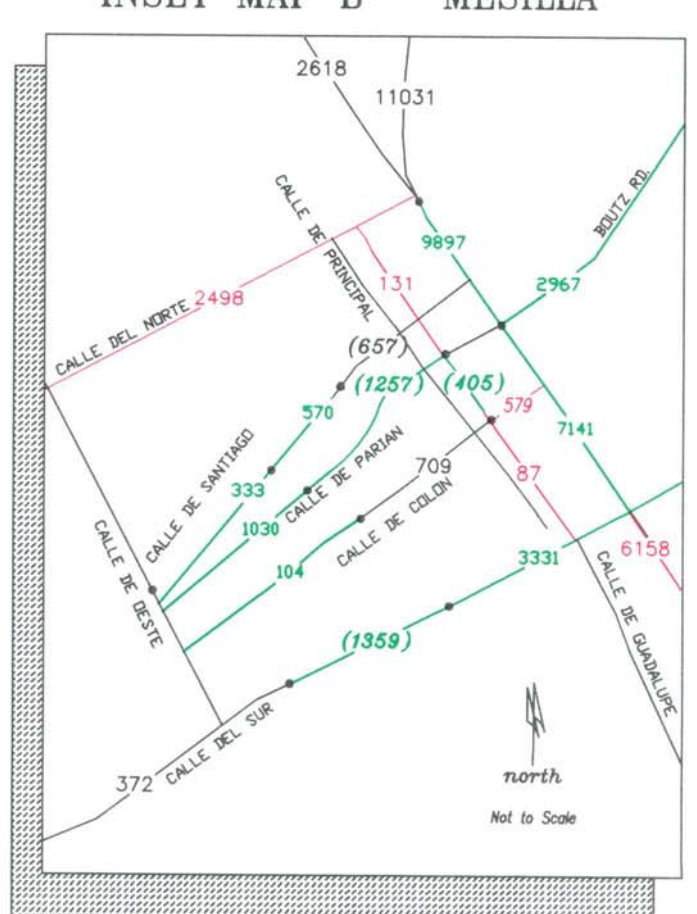 INSET MAP B MESILLA
2618
11031
CALLE DE PRINCIPAL
BOUTZ RD.
9897
2967
131
2498
CALLE DEL NORTE
(657)
(1257)
(405)
579
570
7141
CALLE DE SANTIAGO
CALLE DE PARIAN
709
87
333
1030
CALLE DE COLON
CALLE DE OESTE
104
3331
6158
CALLE DE GUADALUPE
(1359)
CALLE DEL SUR
372
north
Not to Scale